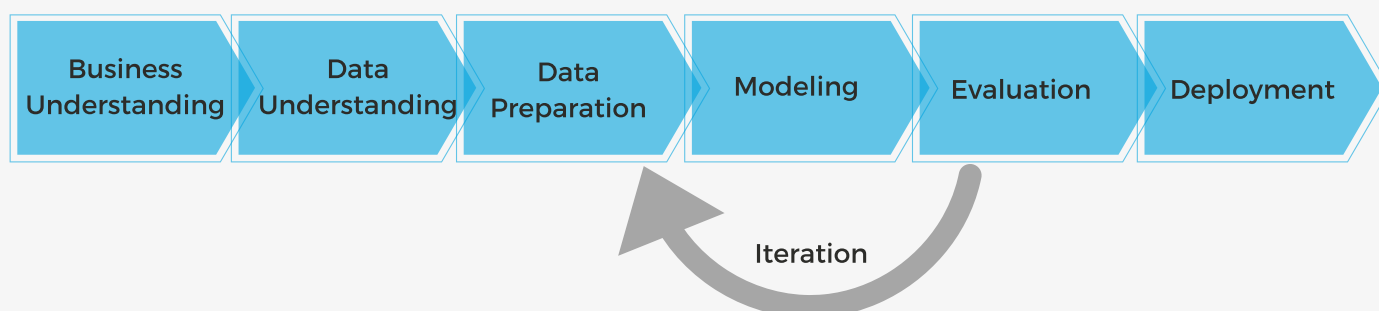 Business
Understanding
Data
Understanding
Data
Preparation
Modeling
Evaluation
Deployment
Iteration